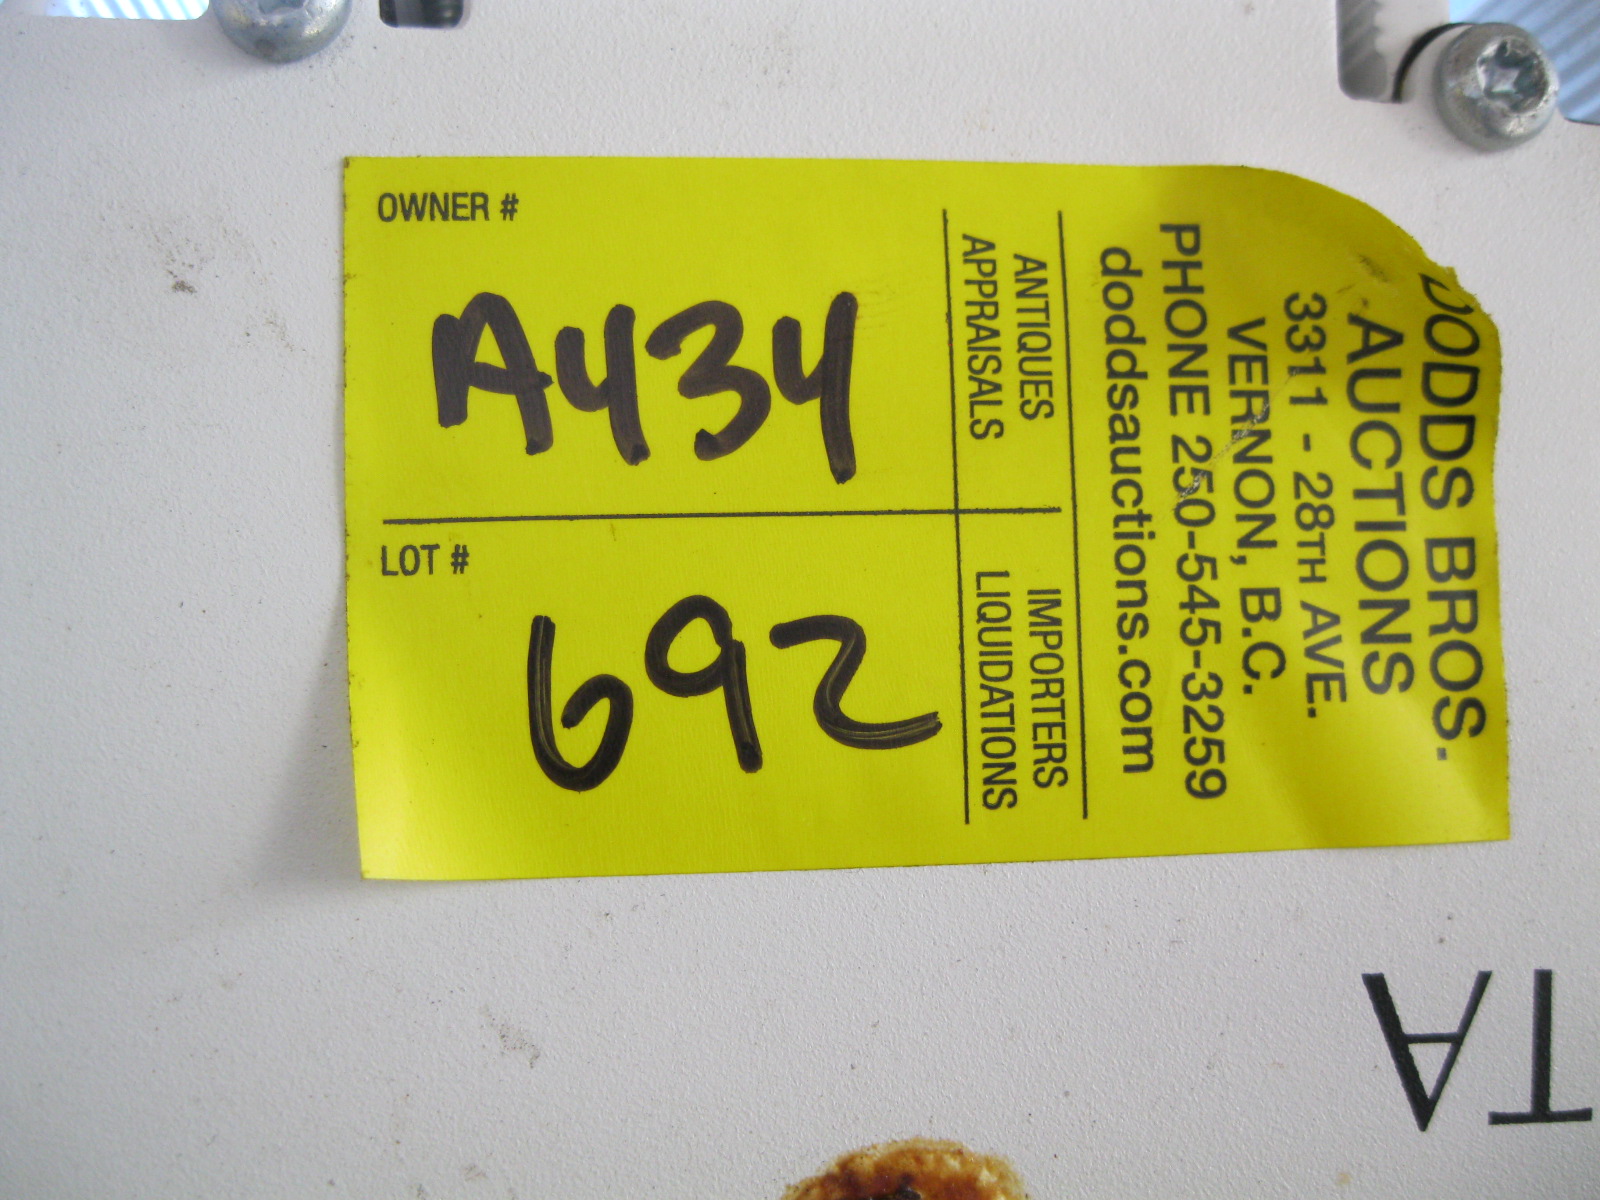 DODDS BROS.
AUCTIONS
3311 - 28TH AVE.
VERNON, B.C.
PHONE 250-545-3259
doddsauctions.com
ANTIQUES
APPRAISALS
IMPORTERS
LIQUIDATIONS
OWNER #
A434
LOT #
692
TA